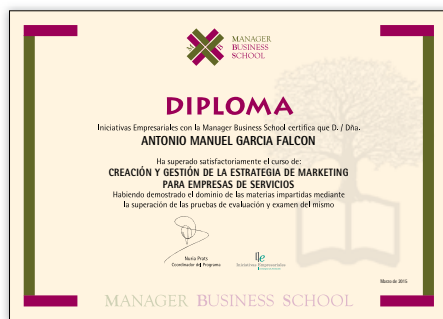 MANAGER
BUSINESS
SCHOOL
M
B
DIPLOMA
Iniciativas Empresariales con la Manager Business School certifica que D. / Dña.
ANTONIO MANUEL GARCIA FALCON
Ha superado satisfactoriamente el curso de:
CREACIÓN Y GESTIÓN DE LA ESTRATEGIA DE MARKETING
PARA EMPRESAS DE SERVICIOS
Habiendo demostrado el dominio de las materias impartidas mediante
la superación de las pruebas de evaluación y examen del mismo
Nuria Prats
Coordinador del Programa
Iniciativas Empresariales
Marzo de 2015
MANAGER BUSINESS SCHOOL